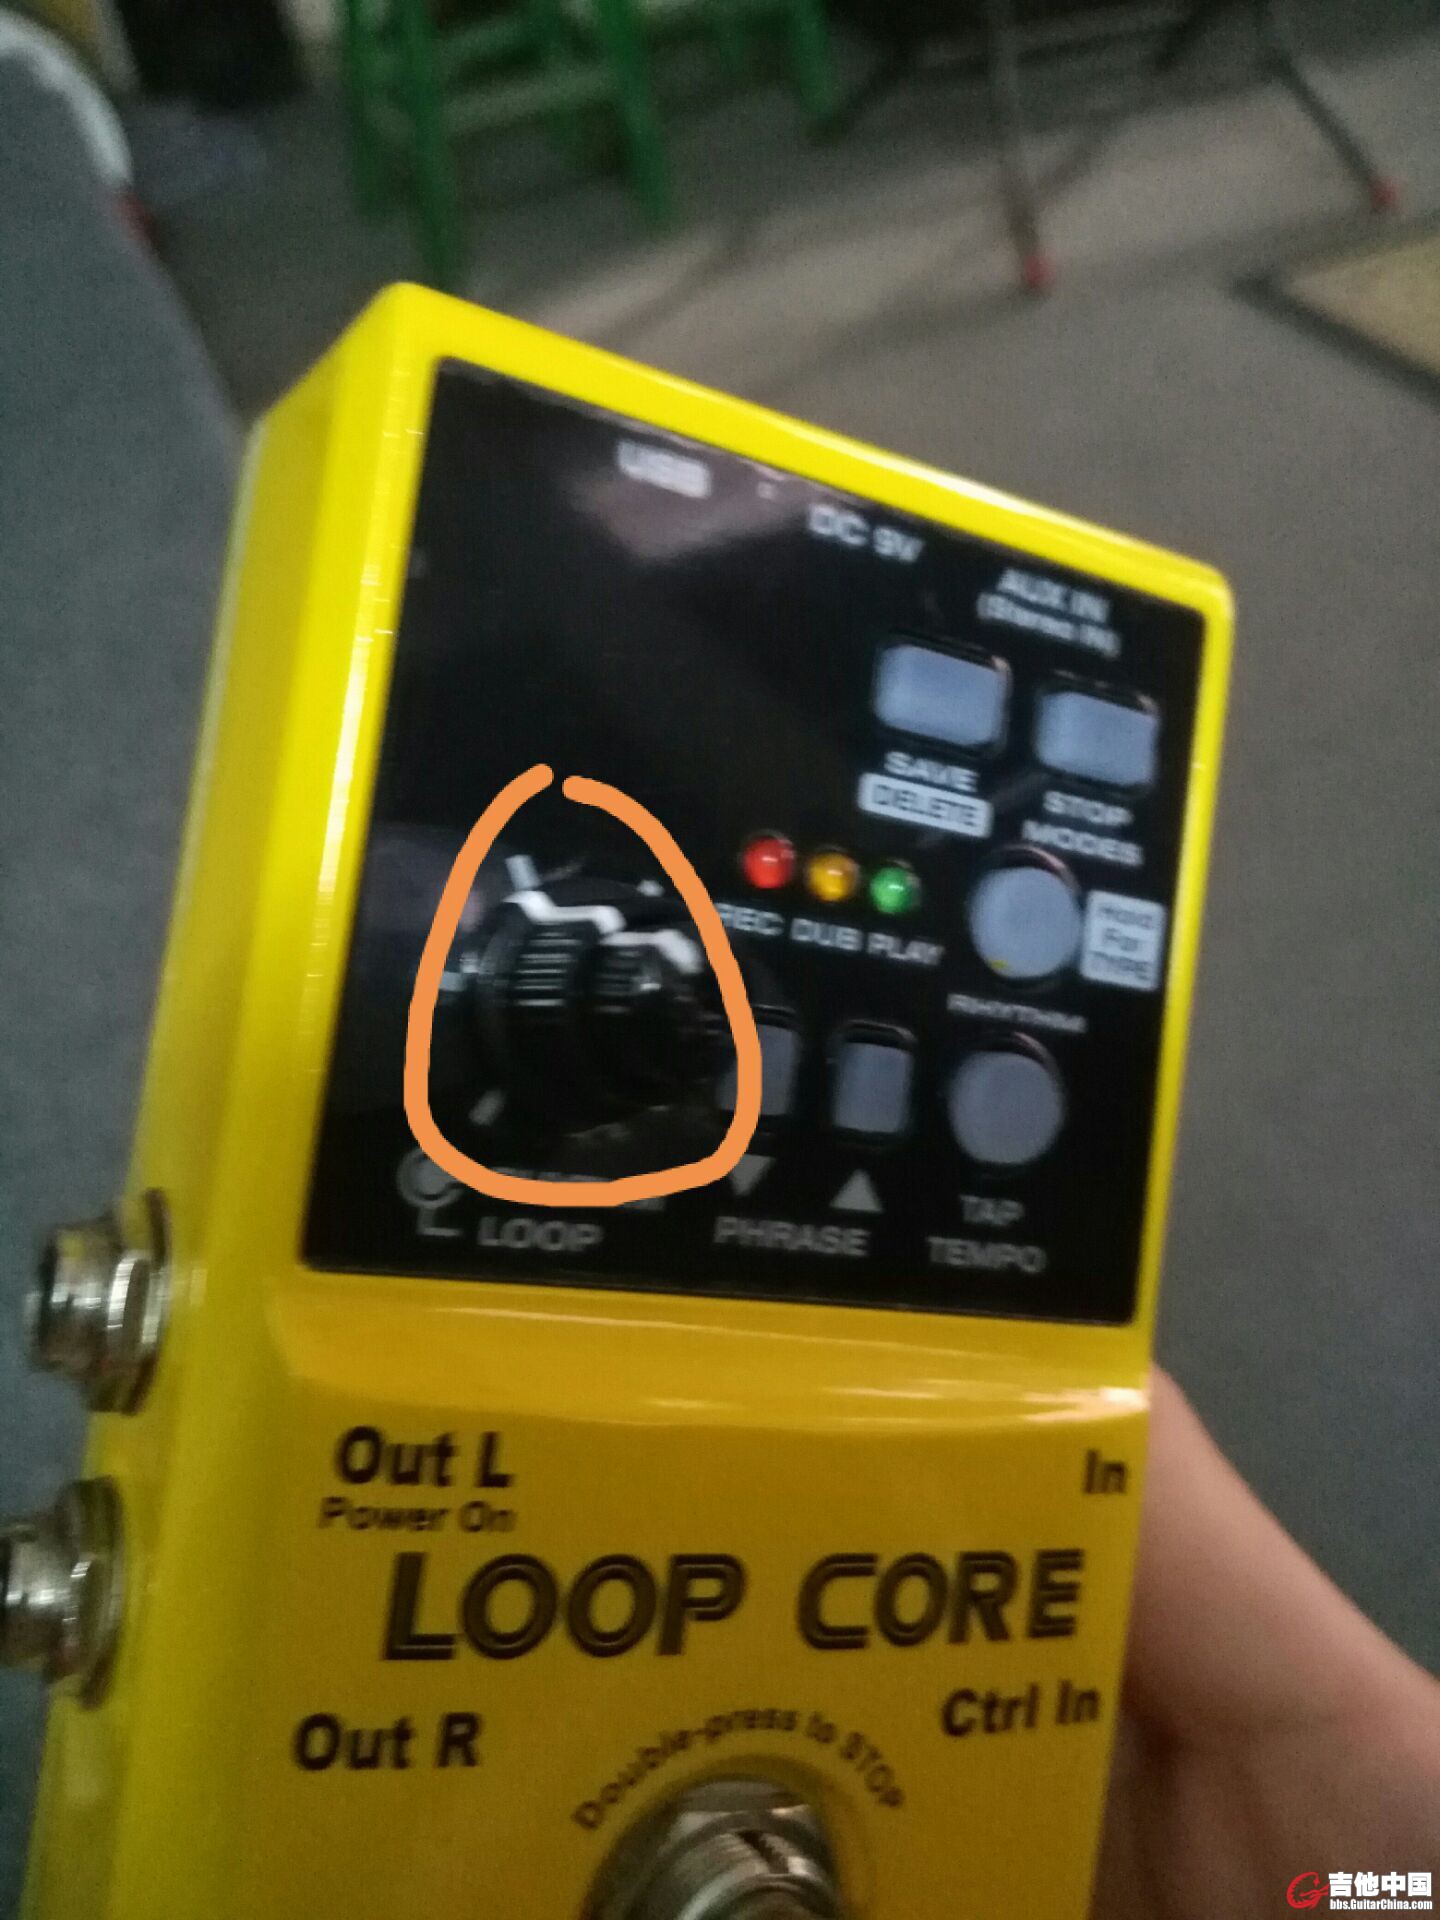 USB
DC 9V
AUX IN
(Stereo IN)
SAVE
DELETE
STOP
MODES
REC DUB PLAY
Hold
For
TYPE
RHYTHM
LOOP
PHRASE
TAP
TEMPO
Out L
Power On
In
LOOP CORE
Out R
Ctrl In
Double-press to STOP
吉他中国
bbs.GuitarChina.com